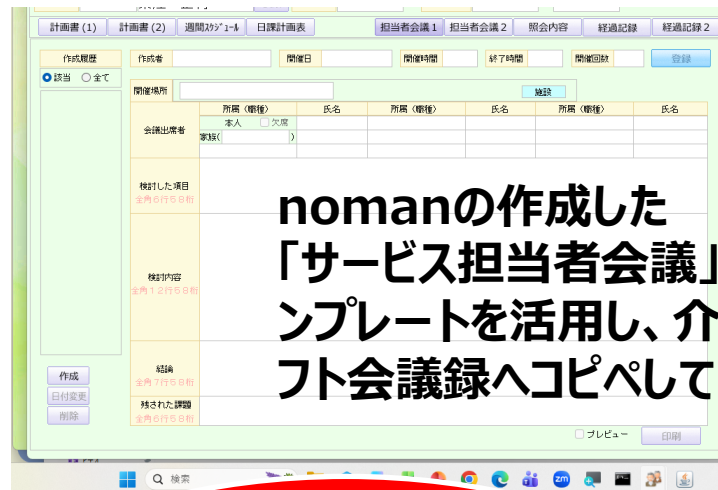 計画書(1) 計画書(2) 週間スケジュール 日課計画表 担当者会議1 担当者会議2 照会内容 経過記録 経過記録2
作成履歴 作成者 開催日 開催時間 終了時間 開催回数 登録
該当 全て
開催場所 施設
所属(職種) 氏名 所属(職種) 氏名 所属(職種) 氏名
会議出席者
本人 欠席
家族( )
検討した項目
全角6行58桁
nomanの作成した
「サービス担当者会議」
検討内容
全角12行58桁
ンプレートを活用し、介
フト会議録へコピペして
結論
全角7行58桁
作成
日付変更
削除
残された課題
全角6行58桁
プレビュー 印刷
検索
zm